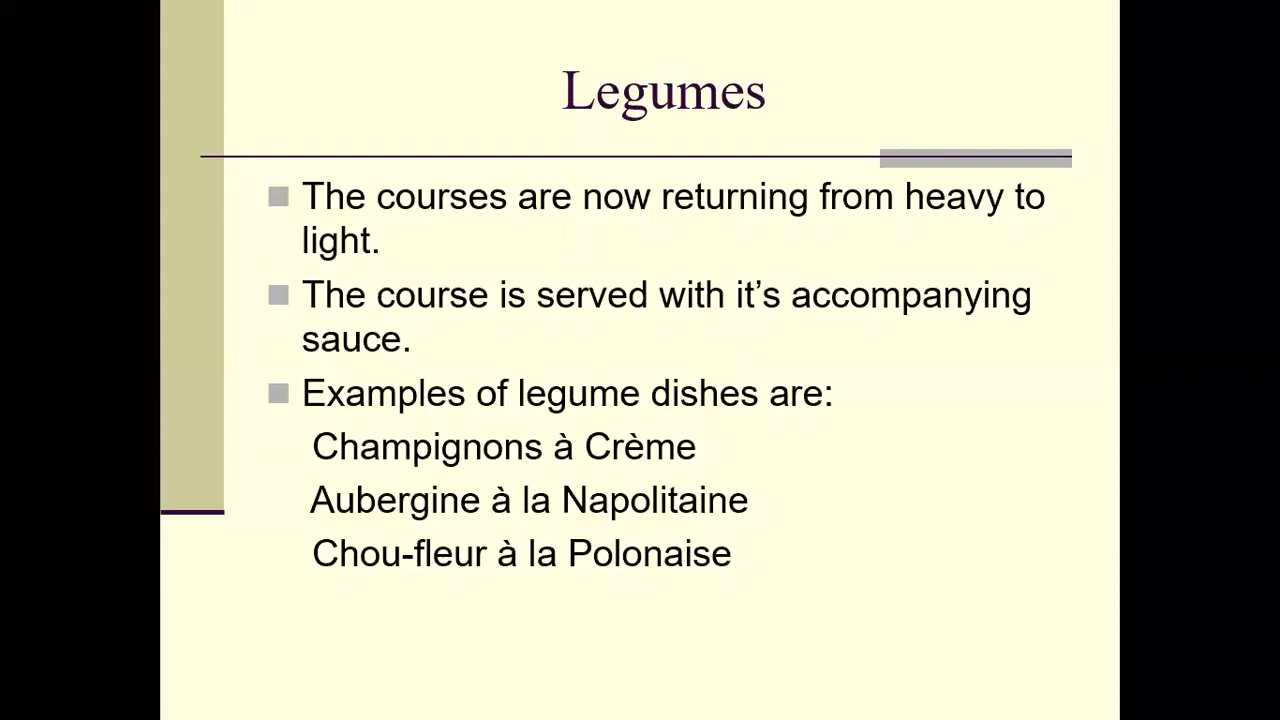 Legumes
The courses are now returning from heavy to
light.
The course is served with it’s accompanying
sauce.
Examples of legume dishes are:
Champignons à Crème
Aubergine à la Napolitaine
Chou-fleur à la Polonaise